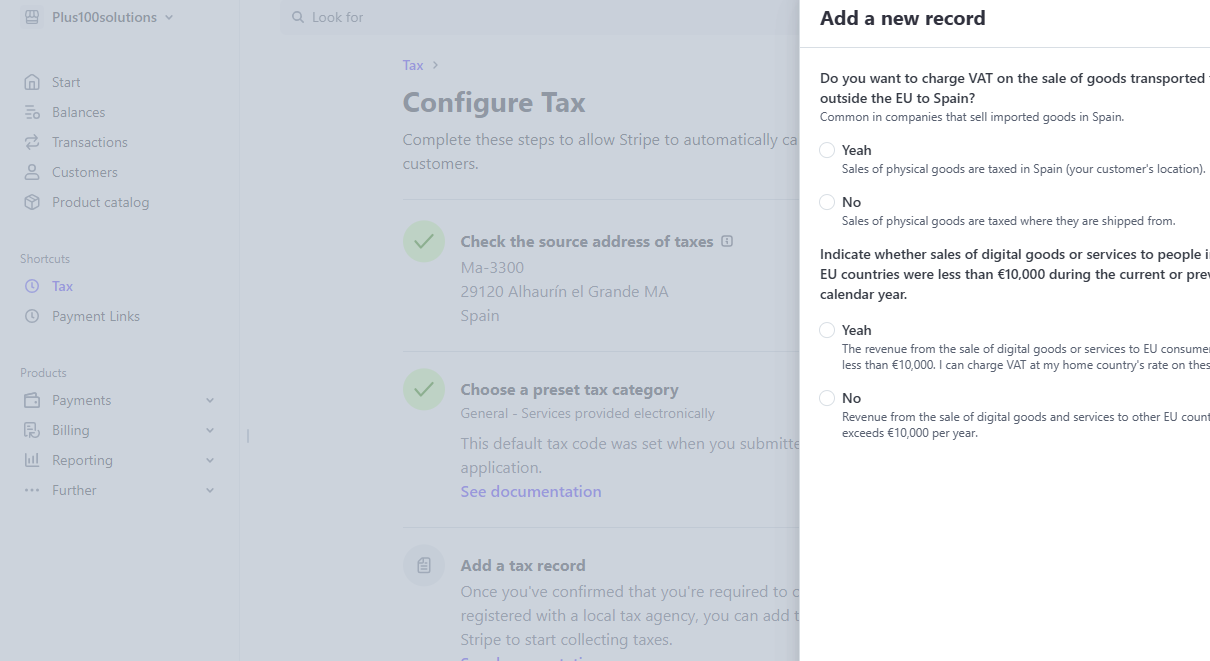 Plus100solutions
Look for
Start
Balances
Transactions
Customers
Product catalog
Shortcuts
Tax
Payment Links
Products
Payments
Billing
Reporting
Further
Tax
Configure Tax
Complete these steps to allow Stripe to automatically ca
customers.
Check the source address of taxes
Ma-3300
29120 Alhaurín el Grande MA
Spain
Choose a preset tax category
General - Services provided electronically
This default tax code was set when you submitte
application.
See documentation
Add a tax record
Once you've confirmed that you're required to c
registered with a local tax agency, you can add t
Stripe to start collecting taxes.
Add a new record
Do you want to charge VAT on the sale of goods transported
outside the EU to Spain?
Common in companies that sell imported goods in Spain.
Yeah
Sales of physical goods are taxed in Spain (your customer's location).
No
Sales of physical goods are taxed where they are shipped from.
Indicate whether sales of digital goods or services to people i
EU countries were less than €10,000 during the current or prev
calendar year.
Yeah
The revenue from the sale of digital goods or services to EU consume
less than €10,000. I can charge VAT at my home country's rate on thes
No
Revenue from the sale of digital goods and services to other EU count
exceeds €10,000 per year.